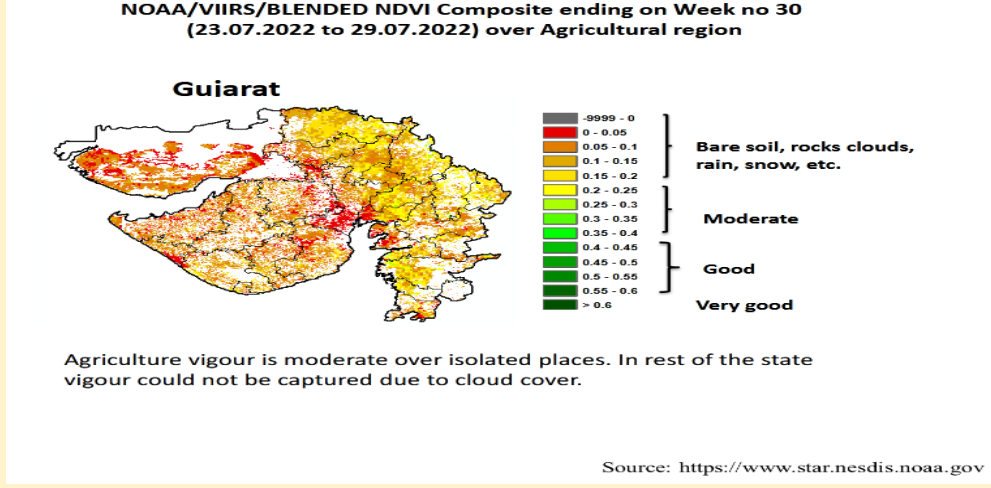 NOAA/VIIRS/BLENDED NDVI Composite ending on Week no 30
(23.07.2022 to 29.07.2022) over Agricultural region
Gujarat
-9999 - 0
0 - 0.05
0.05 - 0.1
0.1 - 0.15
0.15 - 0.2
0.2 - 0.25
0.25 - 0.3
0.3 - 0.35
0.35 - 0.4
0.4 - 0.45
0.45 - 0.5
0.5 - 0.55
0.55 - 0.6
> 0.6
Bare soil, rocks clouds,
rain, snow, etc.
Moderate
Good
Very good
Agriculture vigour is moderate over isolated places. In rest of the state
vigour could not be captured due to cloud cover.
Source: https://www.star.nesdis.noaa.gov